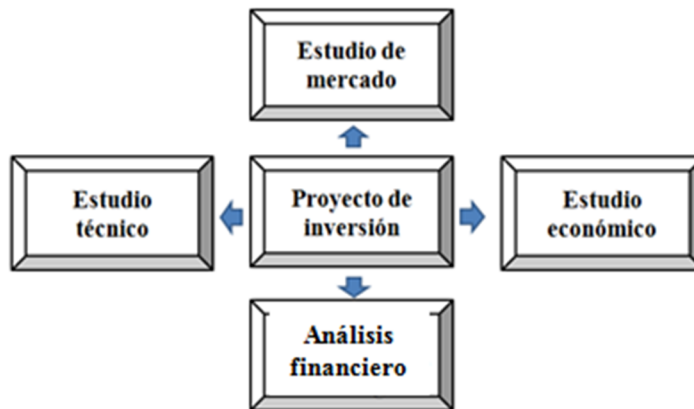 Estudio de
mercado
Estudio
técnico
Proyecto de
inversión
Estudio
económico
Análisis
financiero